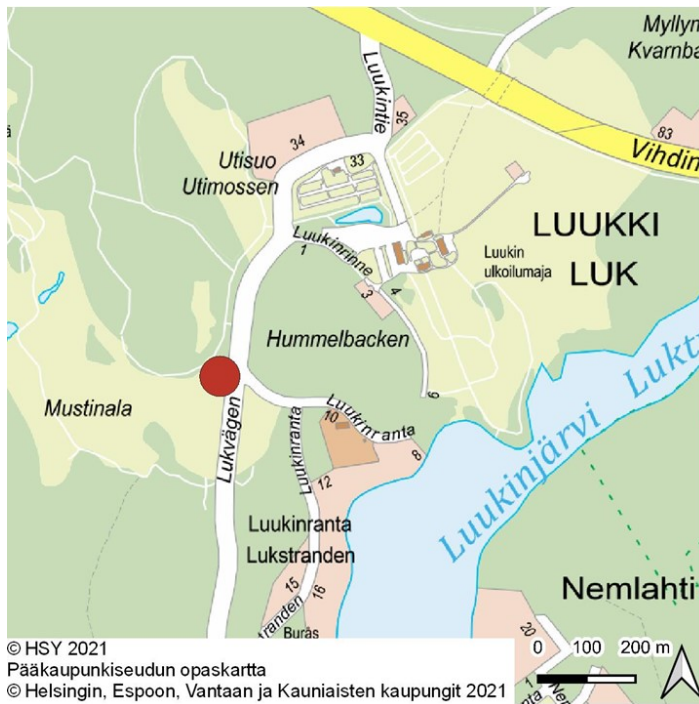 Myllyn
Kvarnba
Luukintie
35
34
83
Vihdin
Utisuo
Utimossen
33
LUUKKI
LUK
Luukinrinne
1
Luukin
ulkoilumaja
3
4
Hummelbacken
6
Luktr
Luukinjärvi
Mustinala
Lukvägen
Luukinranta
10
8
Luukinranta
12
Luukinranta
Lukstranden
15
16
stranden
Burås
Nemlahti
20
1
0 100 200 m
© HSY 2021
Pääkaupunkiseudun opaskartta
© Helsingin, Espoon, Vantaan ja Kauniaisten kaupungit 2021